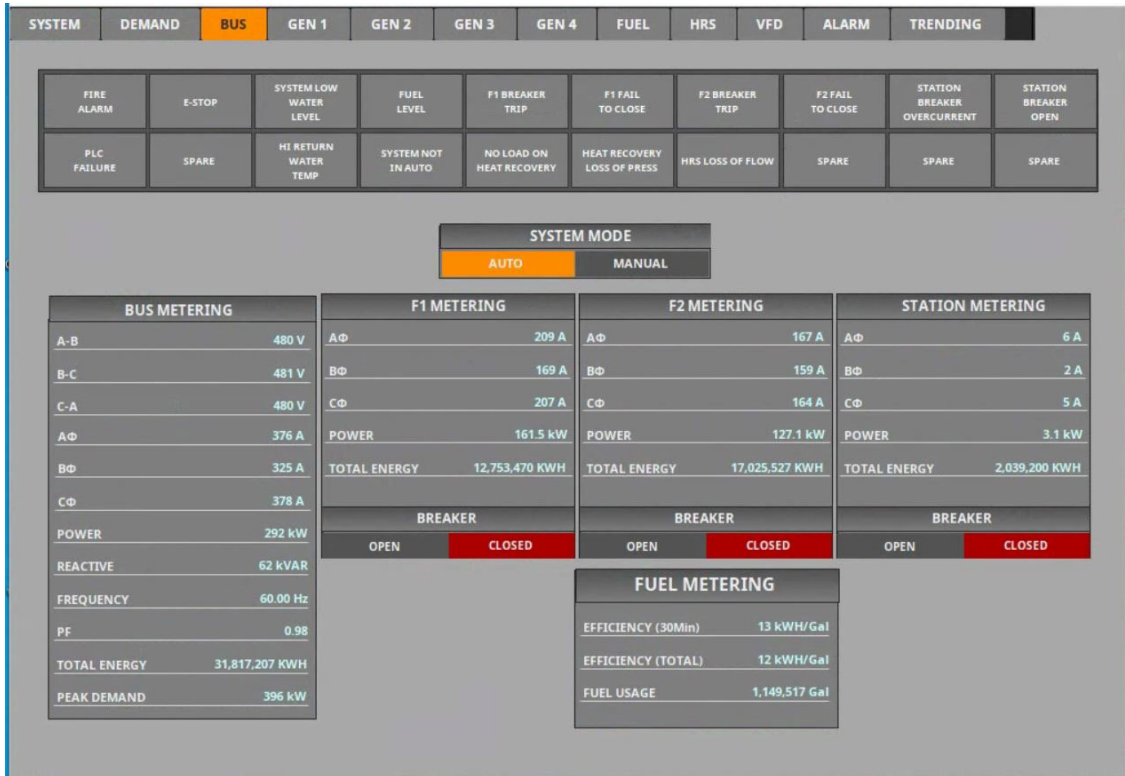 SYSTEM DEMAND BUS GEN 1 GEN 2 GEN 3 GEN 4 FUEL HRS VFD ALARM TRENDING
FIRE
ALARM
E-STOP
SYSTEM LOW
WATER
LEVEL
FUEL
LEVEL
F1 BREAKER
TRIP
F1 FAIL
TO CLOSE
F2 BREAKER
TRIP
F2 FAIL
TO CLOSE
STATION
BREAKER
OVERCURRENT
STATION
BREAKER
OPEN
PLC
FAILURE
SPARE
HI RETURN
WATER
TEMP
SYSTEM NOT
IN AUTO
NO LOAD ON
HEAT RECOVERY
HEAT RECOVERY
LOSS OF PRESS
HRS LOSS OF FLOW
SPARE
SPARE
SPARE
SYSTEM MODE
AUTO MANUAL
BUS METERING
A-B 480 V
B-C 481 V
C-A 480 V
AΦ 376 A
BΦ 325 A
CΦ 378 A
POWER 292 kW
REACTIVE 62 kVAR
FREQUENCY 60.00 Hz
PF 0.98
TOTAL ENERGY 31,817,207 KWH
PEAK DEMAND 396 kW
F1 METERING
AΦ 209 A
BΦ 169 A
CΦ 207 A
POWER 161.5 kW
TOTAL ENERGY 12,753,470 KWH
BREAKER
OPEN CLOSED
F2 METERING
AΦ 167 A
BΦ 159 A
CΦ 164 A
POWER 127.1 kW
TOTAL ENERGY 17,025,527 KWH
BREAKER
OPEN CLOSED
STATION METERING
AΦ 6 A
BΦ 2 A
CΦ 5 A
POWER 3.1 kW
TOTAL ENERGY 2,039,200 KWH
BREAKER
OPEN CLOSED
FUEL METERING
EFFICIENCY (30Min) 13 kWH/Gal
EFFICIENCY (TOTAL) 12 kWH/Gal
FUEL USAGE 1,149,517 Gal